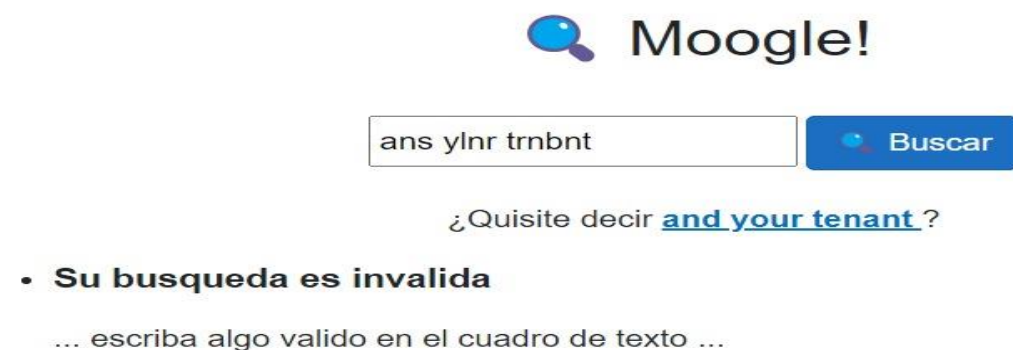 Moogle!
ans ylnr trnbnt
Buscar
¿Quisite decir and your tenant ?
Su busqueda es invalida
... escriba algo valido en el cuadro de texto ...